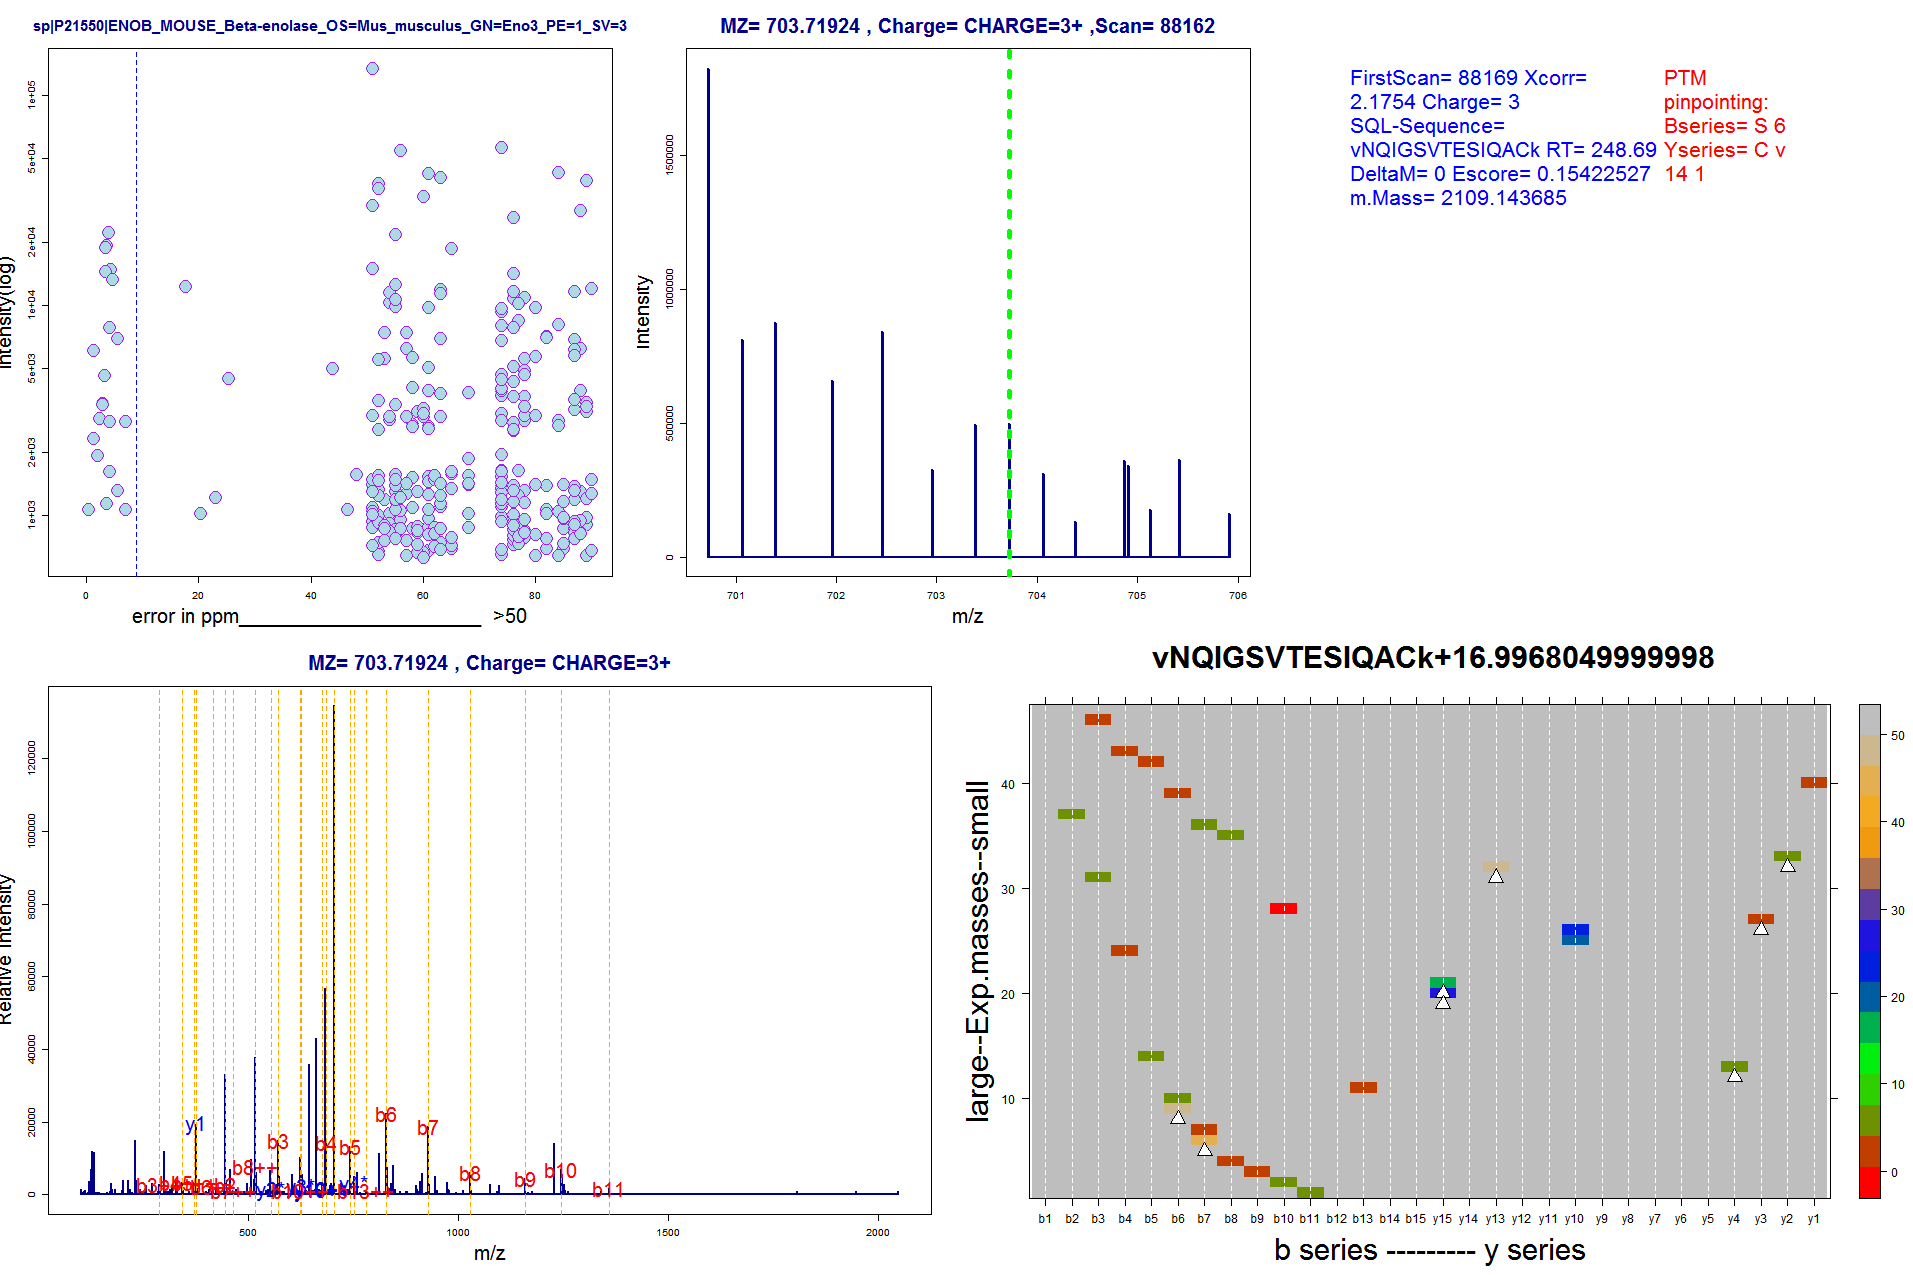 sp|P21550|ENOB_MOUSE_Beta-enolase_OS=Mus_musculus_GN=Eno3_PE=1_SV=3
Intensity(log)
1e+03 2e+03 5e+03 1e+04 2e+04 5e+04 1e+05
0 20 40 60 80
error in ppm______________________ >50
MZ= 703.71924 , Charge= CHARGE=3+ ,Scan= 88162
Intensity
0 500000 1000000 1500000
701 702 703 704 705 706
m/z
FirstScan= 88169 Xcorr=
2.1754 Charge= 3
SQL-Sequence=
vNQIGSVTESIQACk RT= 248.69
DeltaM= 0 Escore= 0.15422527
m.Mass= 2109.143685
PTM
pinpointing:
Bseries= S 6
Yseries= C v
14 1
MZ= 703.71924 , Charge= CHARGE=3+
Relative Intensity
0 20000 40000 60000 80000 100000 120000
y1
b3
b4
b5
b6
b7
b8
b9
b10
b11
b8++
b13++
500 1000 1500 2000
m/z
vNQIGSVTESIQACk+16.9968049999998
large--Exp.masses--small
10 20 30 40
b1 b2 b3 b4 b5 b6 b7 b8 b9 b10 b11 b12 b13 b14 b15 y15 y14 y13 y12 y11 y10 y9 y8 y7 y6 y5 y4 y3 y2 y1
b series --------- y series
50
40
30
20
10
0